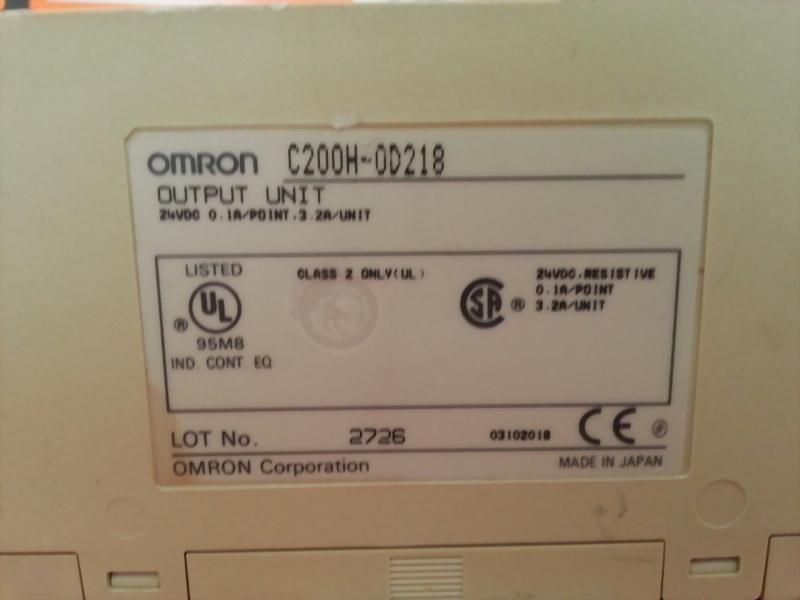 OMRON C200H-OD218
OUTPUT UNIT
24VDC 0.1A/POINT, 3.2A/UNIT
LISTED
UL
®
95M8
IND. CONT. EQ
CLASS 2 ONLY(UL)
SA ®
24VDC, RESISTIVE
0.1A/POINT
3.2A/UNIT
LOT No. 2726 0310201B CE
OMRON Corporation MADE IN JAPAN